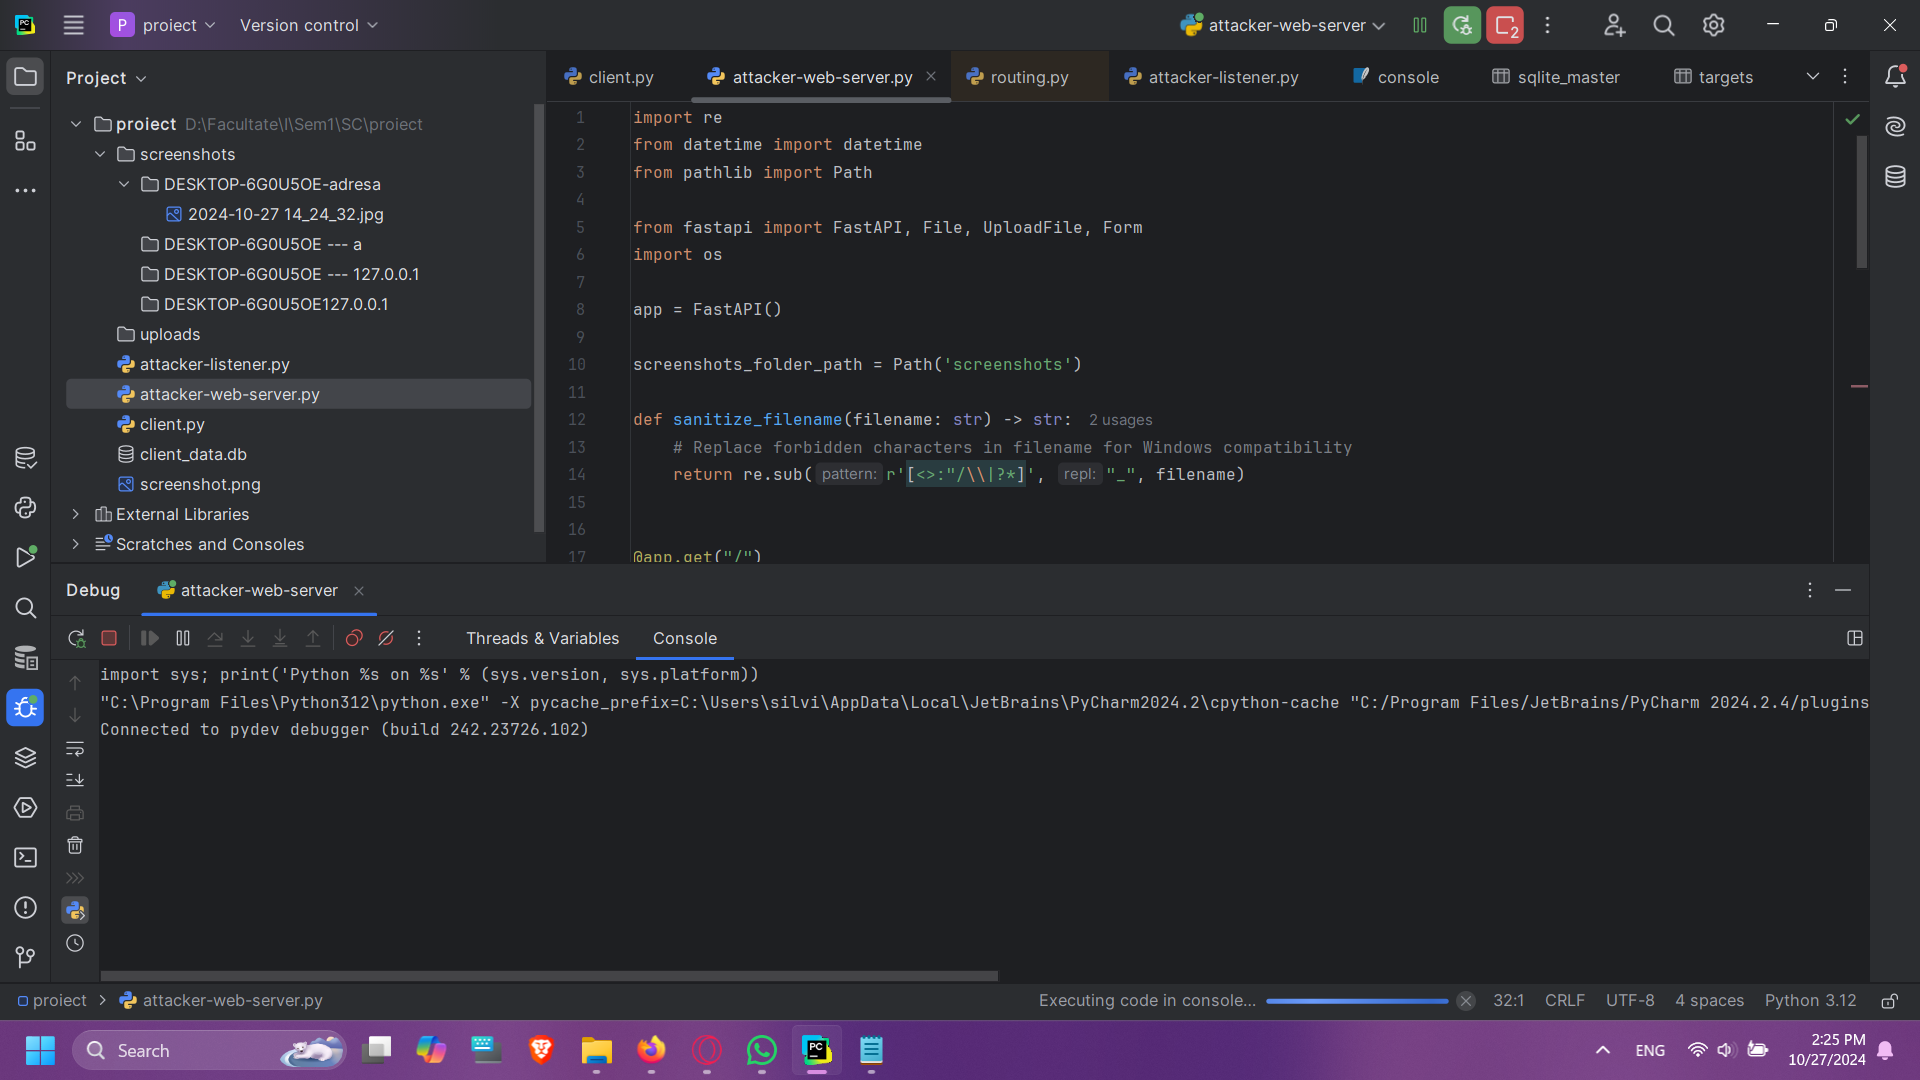 P project Version control attacker-web-server 2
Project
project D:\Facultate\I\Sem1\SC\project
screenshots
DESKTOP-6G0U5OE-adresa
2024-10-27 14_24_32.jpg
DESKTOP-6G0U5OE --- a
DESKTOP-6G0U5OE --- 127.0.0.1
DESKTOP-6G0U5OE127.0.0.1
uploads
attacker-listener.py
attacker-web-server.py
client.py
client_data.db
screenshot.png
External Libraries
Scratches and Consoles
client.py attacker-web-server.py routing.py attacker-listener.py console sqlite_master targets
1 import re
2 from datetime import datetime
3 from pathlib import Path
4
5 from fastapi import FastAPI, File, UploadFile, Form
6 import os
7
8 app = FastAPI()
9
10 screenshots_folder_path = Path('screenshots')
11
12 def sanitize_filename(filename: str) -> str: 2 usages
13 # Replace forbidden characters in filename for Windows compatibility
14 return re.sub( pattern: r'[<>:"/\\|?*]', repl: "_", filename)
15
16
17 @app.get("/")
Debug attacker-web-server
Threads & Variables Console
import sys; print('Python %s on %s' % (sys.version, sys.platform))
"C:\Program Files\Python312\python.exe" -X pycache_prefix=C:\Users\silvi\AppData\Local\JetBrains\PyCharm2024.2\cpython-cache "C:/Program Files/JetBrains/PyCharm 2024.2.4/plugins
Connected to pydev debugger (build 242.23726.102)
project attacker-web-server.py Executing code in console... 32:1 CRLF UTF-8 4 spaces Python 3.12
Search ENG 2:25 PM
10/27/2024